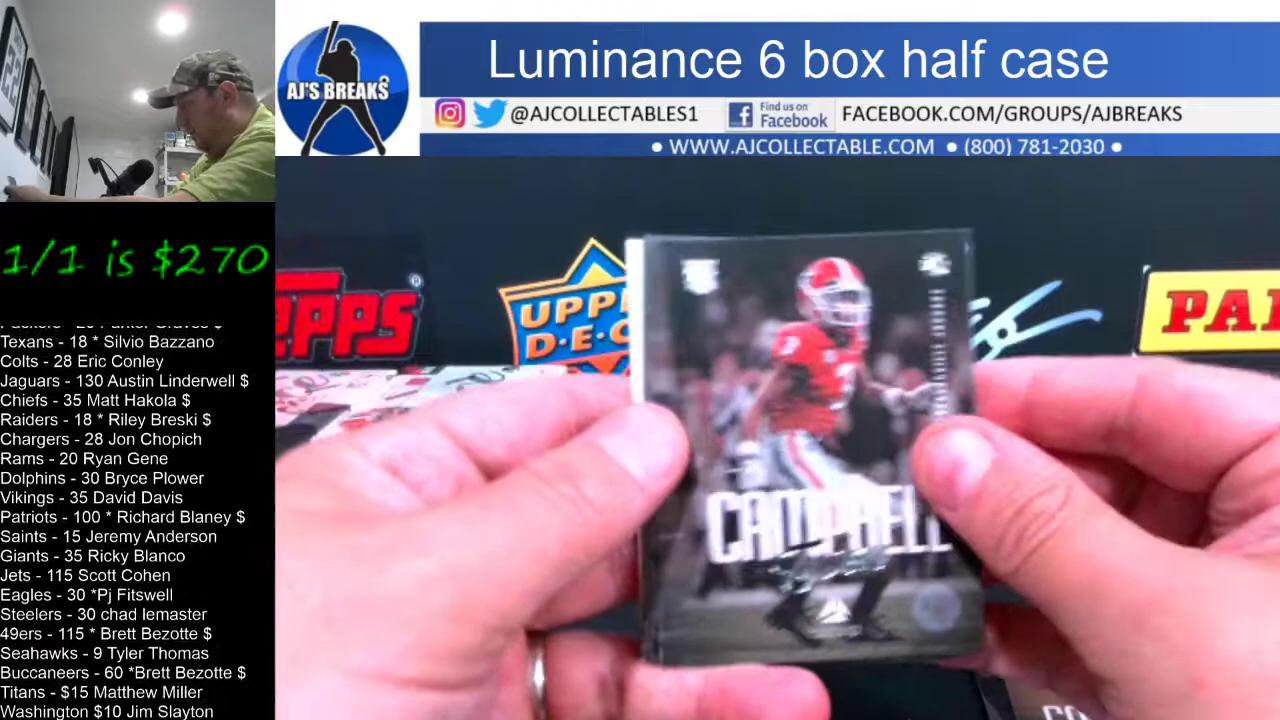 AJ'S BREAKS
Luminance 6 box half case
@AJCOLLECTABLES1
Find us on
Facebook
FACEBOOK.COM/GROUPS/AJBREAKS
• WWW.AJCOLLECTABLE.COM • (800) 781-2030 •
1/1 is $270
Texans - 18 * Silvio Bazzano
Colts - 28 Eric Conley
Jaguars - 130 Austin Linderwell $
Chiefs - 35 Matt Hakola $
Raiders - 18 * Riley Breski $
Chargers - 28 Jon Chopich
Rams - 20 Ryan Gene
Dolphins - 30 Bryce Plower
Vikings - 35 David Davis
Patriots - 100 * Richard Blaney $
Saints - 15 Jeremy Anderson
Giants - 35 Ricky Blanco
Jets - 115 Scott Cohen
Eagles - 30 *Pj Fitswell
Steelers - 30 chad lemaster
49ers - 115 * Brett Bezotte $
Seahawks - 9 Tyler Thomas
Buccaneers - 60 *Brett Bezotte $
Titans - $15 Matthew Miller
Washington $10 Jim Slayton
PPS
UPP
D·E·C
PAN
CAMPBELL